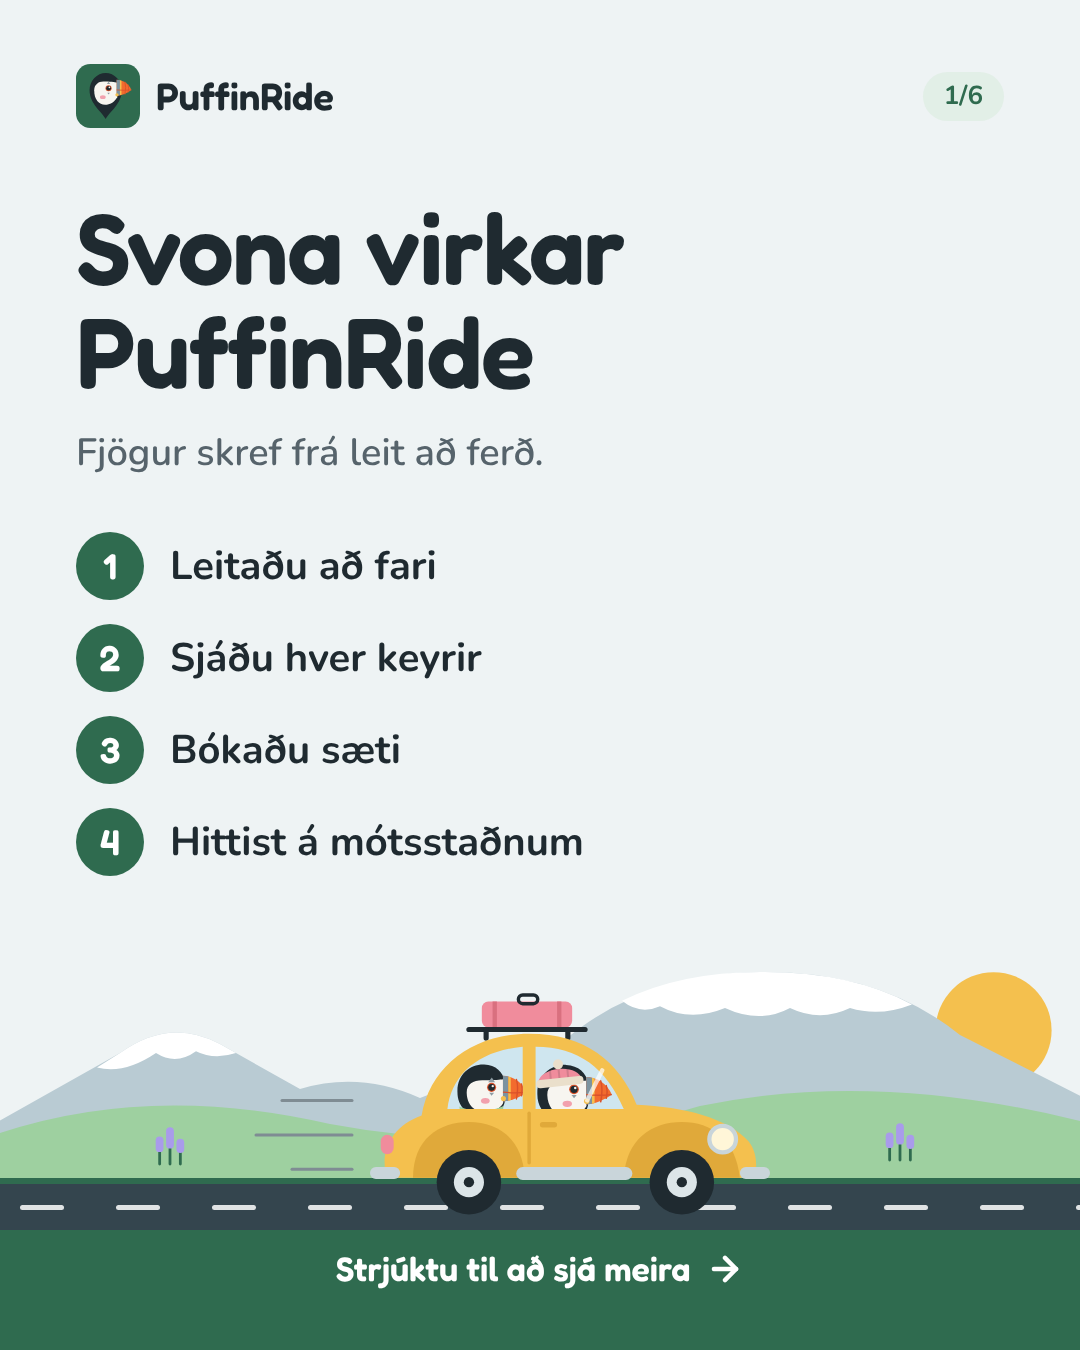 PuffinRide
1/6
Svona virkar
PuffinRide
Fjögur skref frá leit að ferð.
1 Leitaðu að fari
2 Sjáðu hver keyrir
3 Bókaðu sæti
4 Hittist á mótsstaðnum
Strjúktu til að sjá meira →